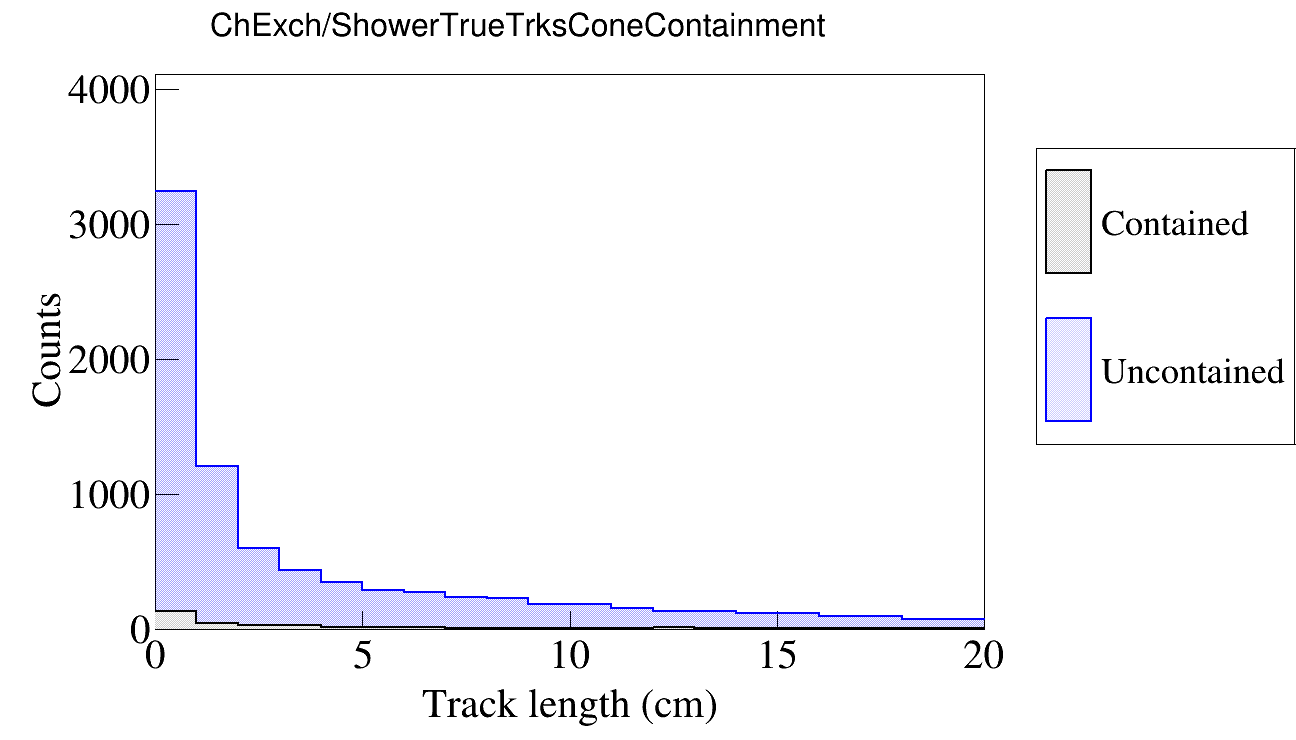 ChExch/ShowerTrueTrksConeContainment
4000
3000
2000
1000
0
Counts
0 5 10 15 20
Track length (cm)
Contained
Uncontained